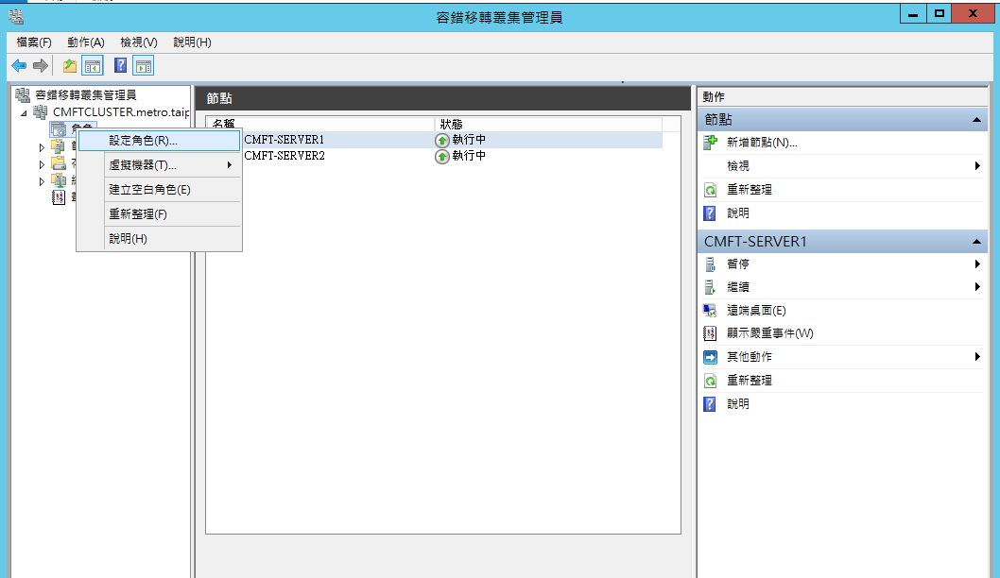 容錯移轉叢集管理員
檔案(F) 動作(A) 檢視(V) 說明(H)
容錯移轉叢集管理員
CMFTCLUSTER.metro.taip
角色
設定角色(R)...
虛擬機器(T)...
建立空白角色(E)
重新整理(F)
說明(H)
節點
名稱 狀態
CMFT-SERVER1 執行中
CMFT-SERVER2 執行中
動作
節點
新增節點(N)...
檢視
重新整理
說明
CMFT-SERVER1
暫停
繼續
遠端桌面(E)
顯示嚴重事件(W)
其他動作
重新整理
說明